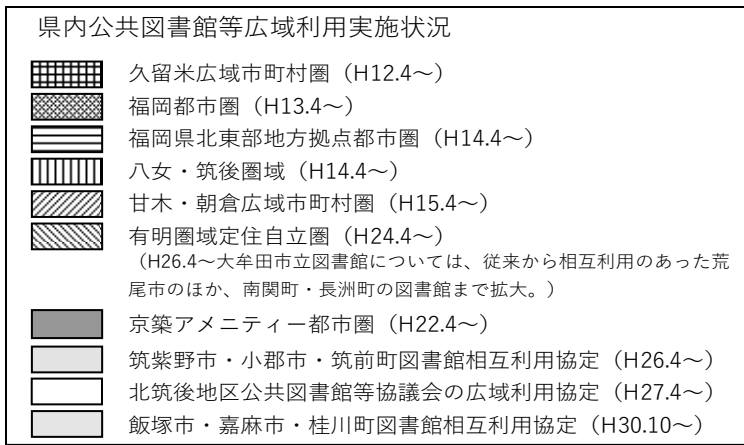 県内公共図書館等広域利用実施状況
久留米広域市町村圏（H12.4～）
福岡都市圏（H13.4～）
福岡県北東部地方拠点都市圏（H14.4～）
八女・筑後圏域（H14.4～）
甘木・朝倉広域市町村圏（H15.4～）
有明圏域定住自立圏（H24.4～）
（H26.4～大牟田市立図書館については、従来から相互利用のあった荒
尾市のほか、南関町・長洲町の図書館まで拡大。）
京築アメニティー都市圏（H22.4～）
筑紫野市・小郡市・筑前町図書館相互利用協定（H26.4～）
北筑後地区公共図書館等協議会の広域利用協定（H27.4～）
飯塚市・嘉麻市・桂川町図書館相互利用協定（H30.10～）